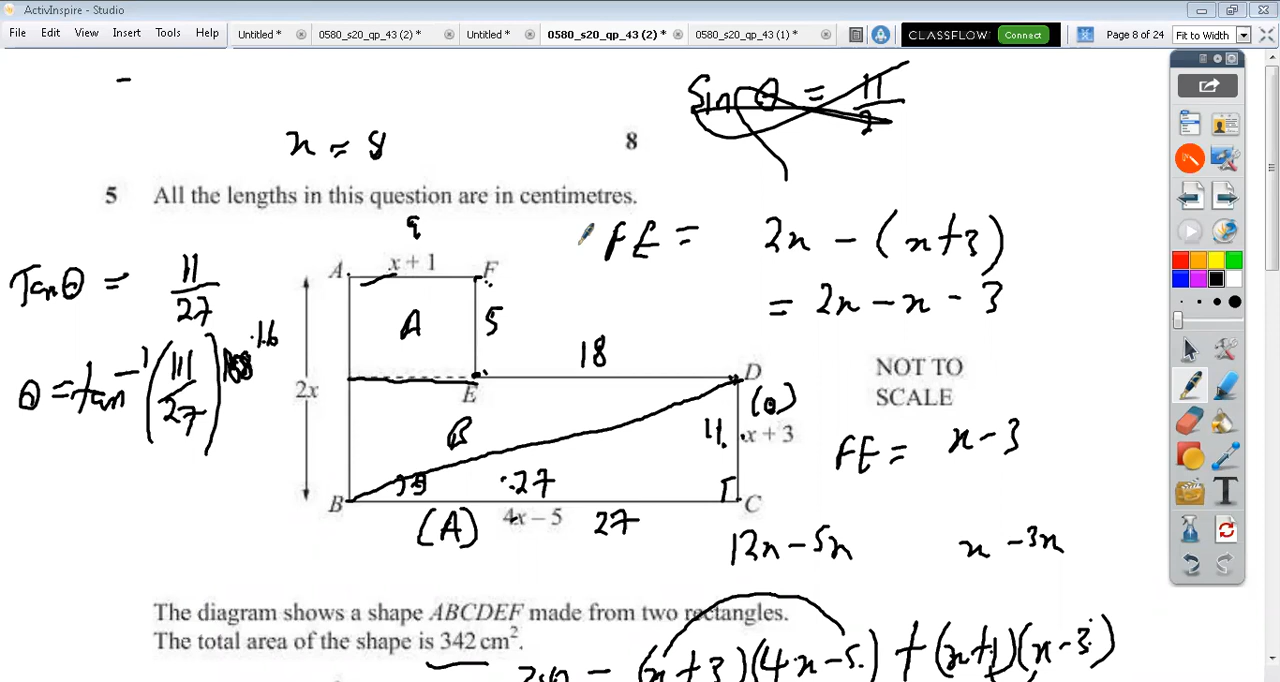 ActivInspire - Studio
File Edit View Insert Tools Help Untitled * 0580_s20_qp_43 (2) * Untitled * 0580_s20_qp_43 (2) * 0580_s20_qp_43 (1) * CLASSFLOW Connect Page 8 of 24 Fit to Width
Sin θ = 11
x = 8
8
5 All the lengths in this question are in centimetres.
9
FE = 2x - (x+3)
A x + 1 F
Tanθ = 11/27
= 2x - x - 3
A 5
θ = tan⁻¹(11/27)
18
2x
E
D
NOT TO
SCALE
(θ)
B
11
x + 3
FE = x - 3
27
B
C
(A) 4x – 5 27
12x - 5x x - 3x
The diagram shows a shape ABCDEF made from two rectangles.
The total area of the shape is 342 cm².
(x+3)(4x-5) + (x+1)(x-3)